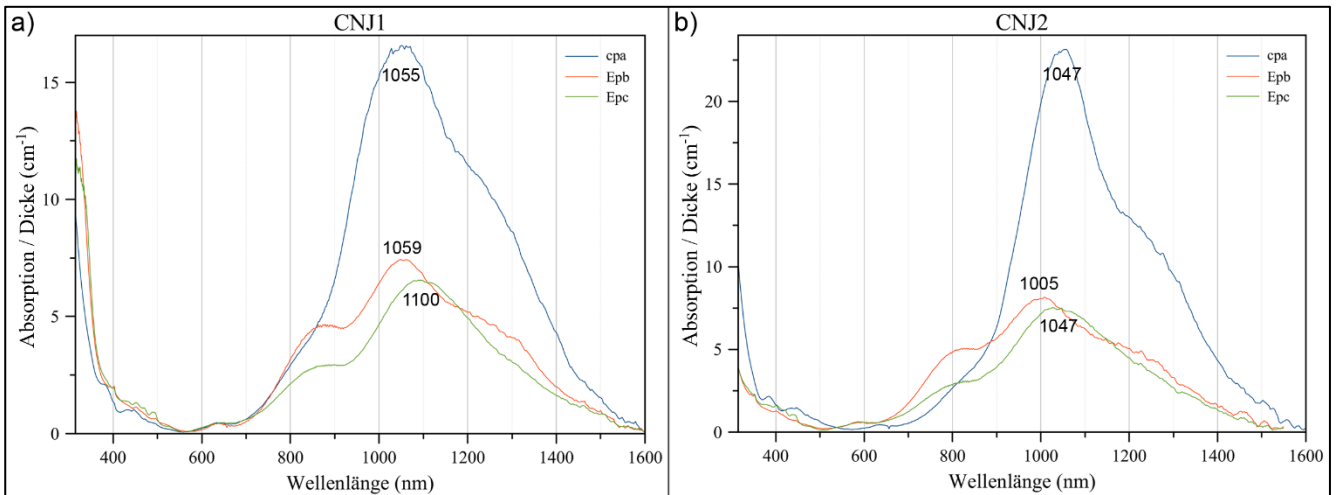 a)
CNJ1
cpa
Epb
Epc
1055
1059
1100
15
10
5
0
Absorption / Dicke (cm-1)
400
600
800
1000
1200
1400
1600
Wellenlänge (nm)
b)
CNJ2
cpa
Epb
Epc
1047
1005
1047
20
15
10
5
0
Absorption / Dicke (cm-1)
400
600
800
1000
1200
1400
1600
Wellenlänge (nm)